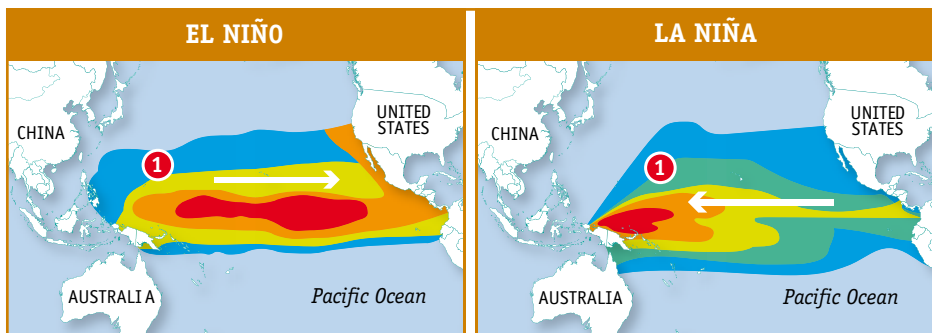 EL NIÑO
CHINA
UNITED
STATES
1
AUSTRALIA
Pacific Ocean
LA NIÑA
CHINA
UNITED
STATES
1
AUSTRALIA
Pacific Ocean